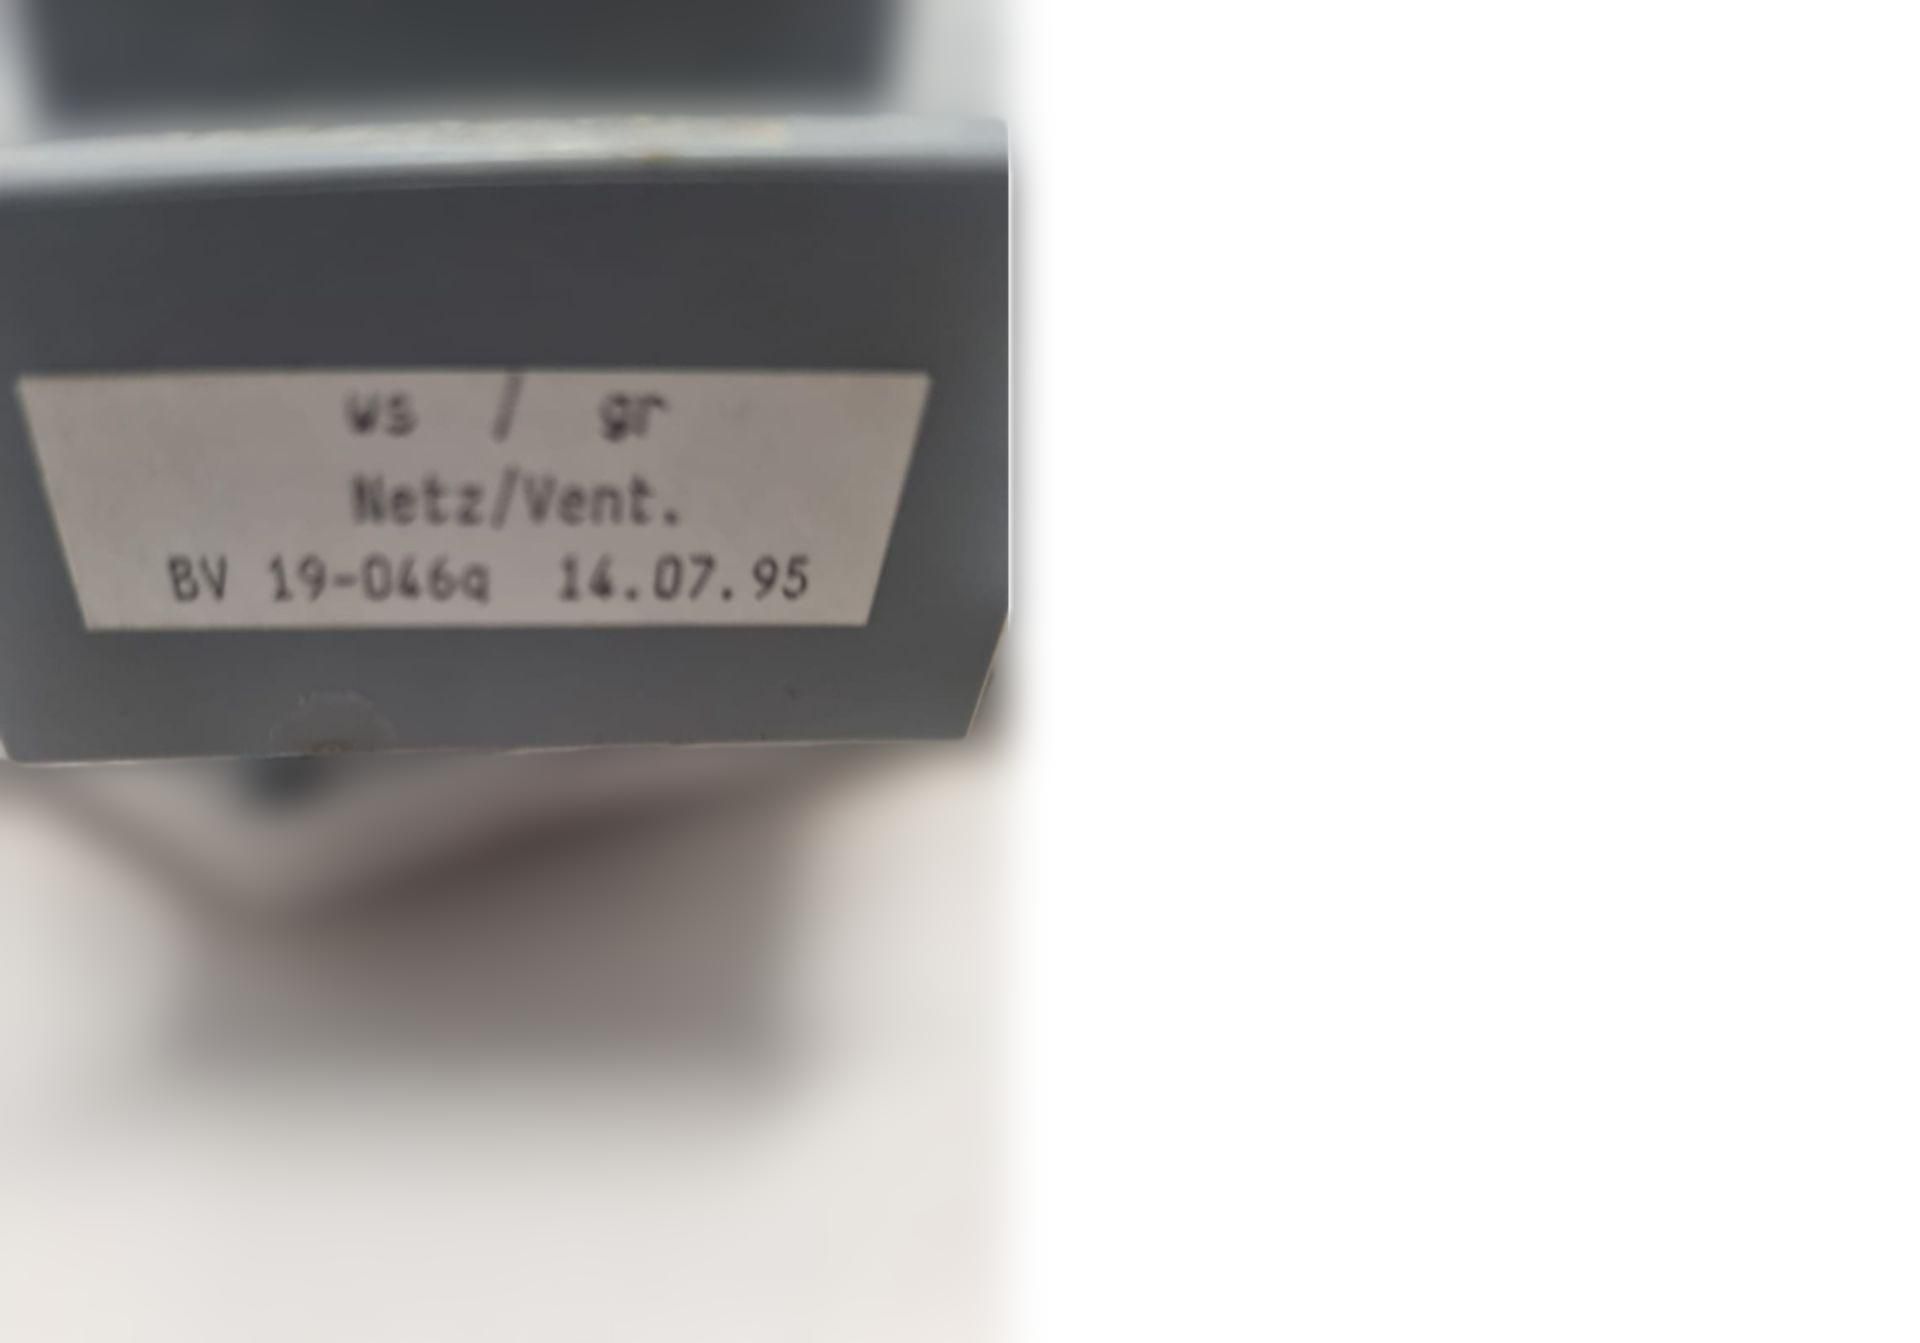 ws / gr
Netz/Vent.
BV 19-046q 14.07.95